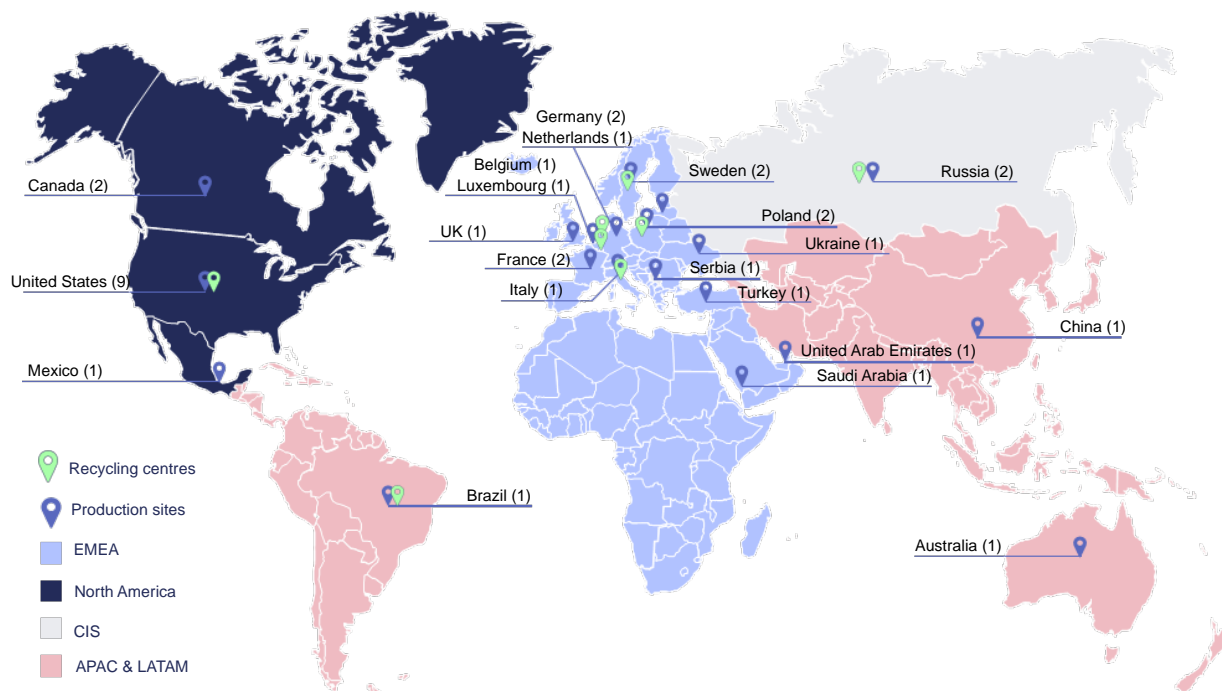 Germany (2)
Netherlands (1)
Belgium (1)
Luxembourg (1)
Sweden (2)
Russia (2)
Canada (2)
Poland (2)
UK (1)
Ukraine (1)
France (2)
Serbia (1)
United States (9)
Italy (1)
Turkey (1)
China (1)
United Arab Emirates (1)
Mexico (1)
Saudi Arabia (1)
Recycling centres
Brazil (1)
Production sites
EMEA
Australia (1)
North America
CIS
APAC & LATAM